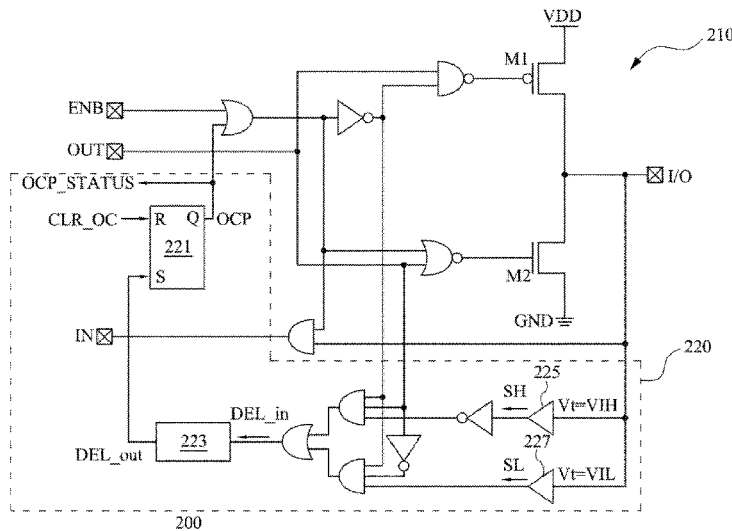 VDD
210
M1
ENB
OUT
I/O
OCP_STATUS
CLR_OC
R Q
OCP
221
S
M2
GND
IN
220
225
SH
Vt=VIH
DEL_in
227
223
DEL_out
SL
Vt=VIL
200